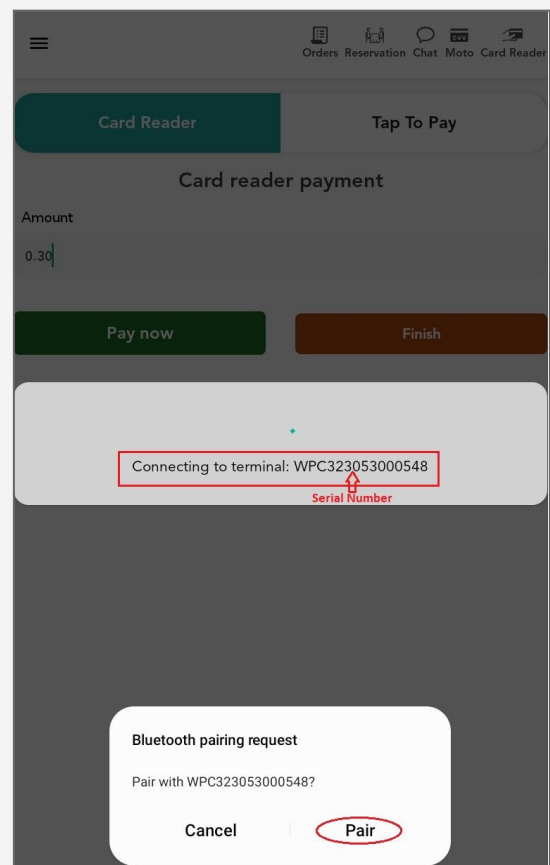 Orders Reservation Chat Moto Card Reader
Card Reader Tap To Pay
Card reader payment
Amount
0.30
Pay now Finish
Connecting to terminal: WPC323053000548
Serial Number
Bluetooth pairing request
Pair with WPC323053000548?
Cancel Pair